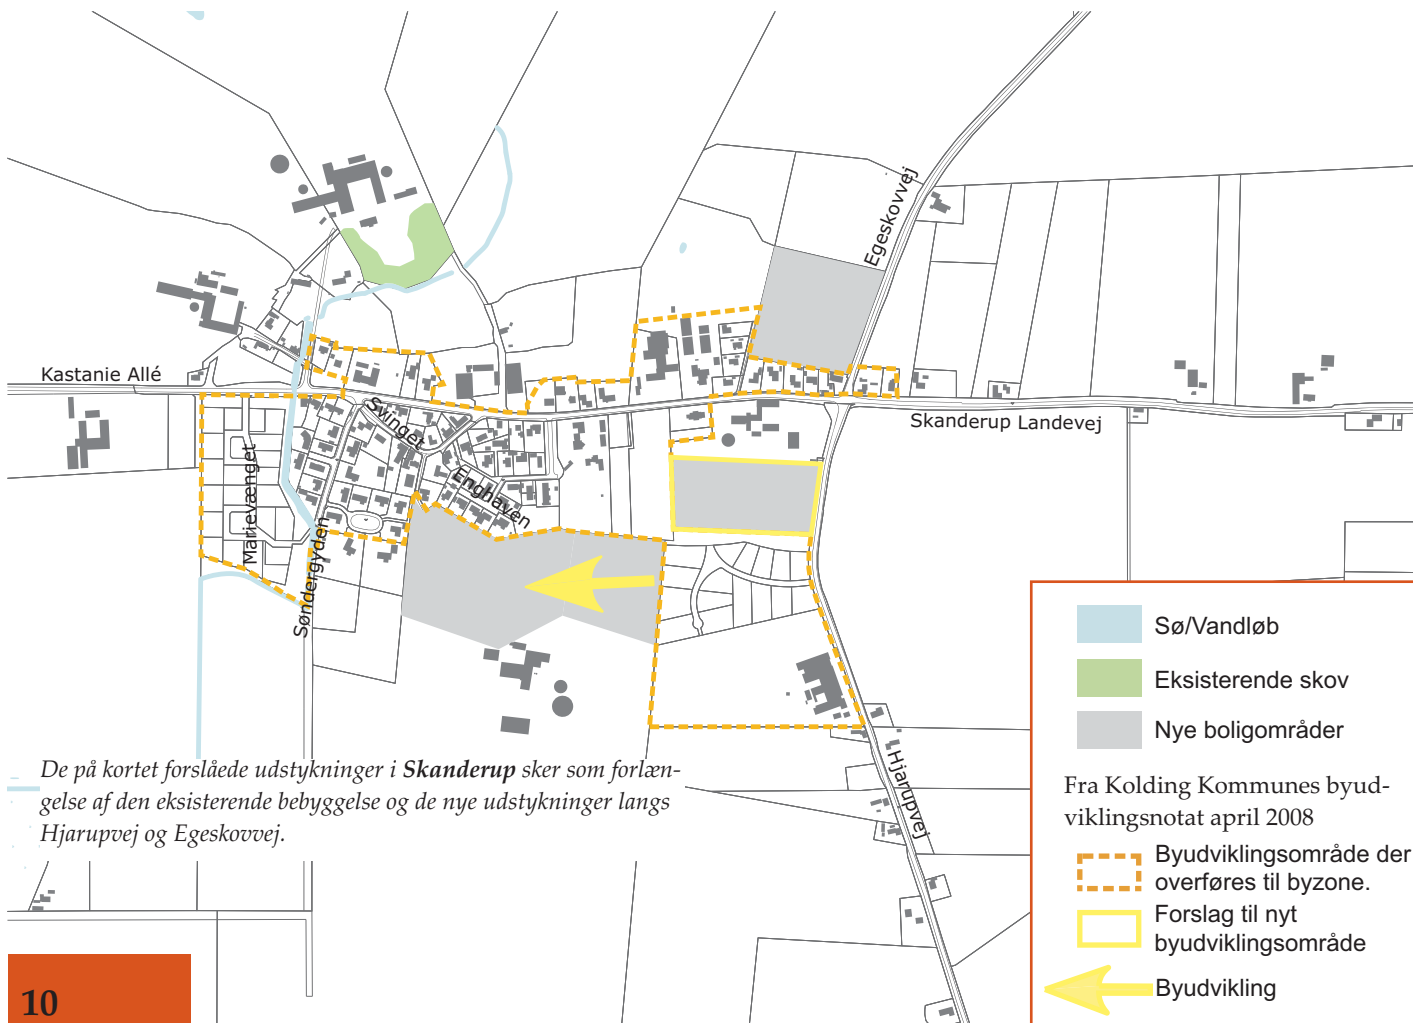 Egeskovvej
Kastanie Allé
Svinget
Skanderup Landevej
Marievænget
Enghaven
Søndergyden
Hjarupvej
De på kortet forslåede udstykninger i Skanderup sker som forlæn-
gelse af den eksisterende bebyggelse og de nye udstykninger langs
Hjarupvej og Egeskovvej.
Sø/Vandløb
Eksisterende skov
Nye boligområder
Fra Kolding Kommunes byud-
viklingsnotat april 2008
Byudviklingsområde der
overføres til byzone.
Forslag til nyt
byudviklingsområde
Byudvikling
10